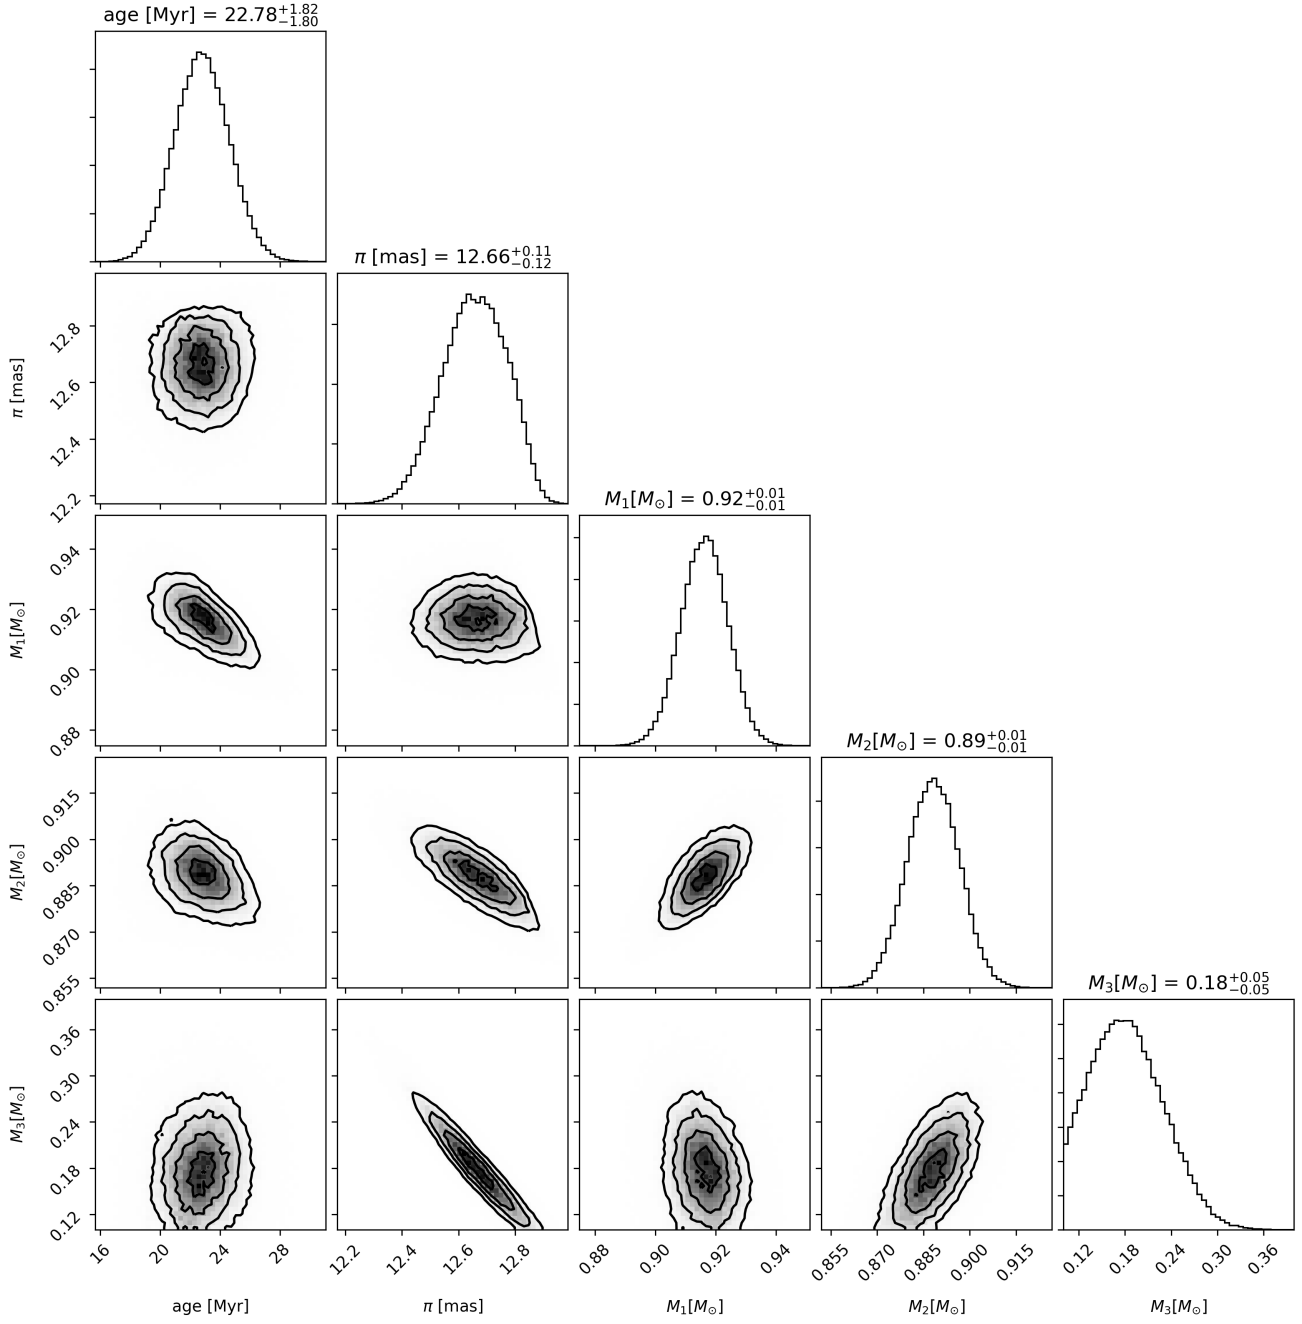 age [Myr] = 22.78+1.82−1.80
π [mas] = 12.66+0.11−0.12
12.8
12.6
12.4
12.2
π [mas]
M1[M⊙] = 0.92+0.01−0.01
0.94
0.92
0.90
0.88
M1[M⊙]
M2[M⊙] = 0.89+0.01−0.01
0.915
0.900
0.885
0.870
0.855
M2[M⊙]
M3[M⊙] = 0.18+0.05−0.05
0.36
0.30
0.24
0.18
0.12
M3[M⊙]
16 20 24 28 12.2 12.4 12.6 12.8 0.88 0.90 0.92 0.94 0.855 0.870 0.885 0.900 0.915 0.12 0.18 0.24 0.30 0.36
age [Myr] π [mas] M1[M⊙] M2[M⊙] M3[M⊙]